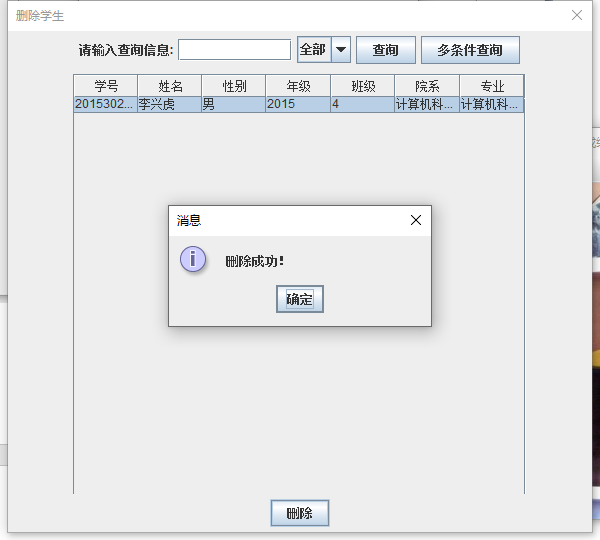 删除学生
请输入查询信息: 全部 查询 多条件查询
学号 姓名 性别 年级 班级 院系 专业
2015302... 李兴虎 男 2015 4 计算机科... 计算机科...
消息
删除成功!
确定
删除